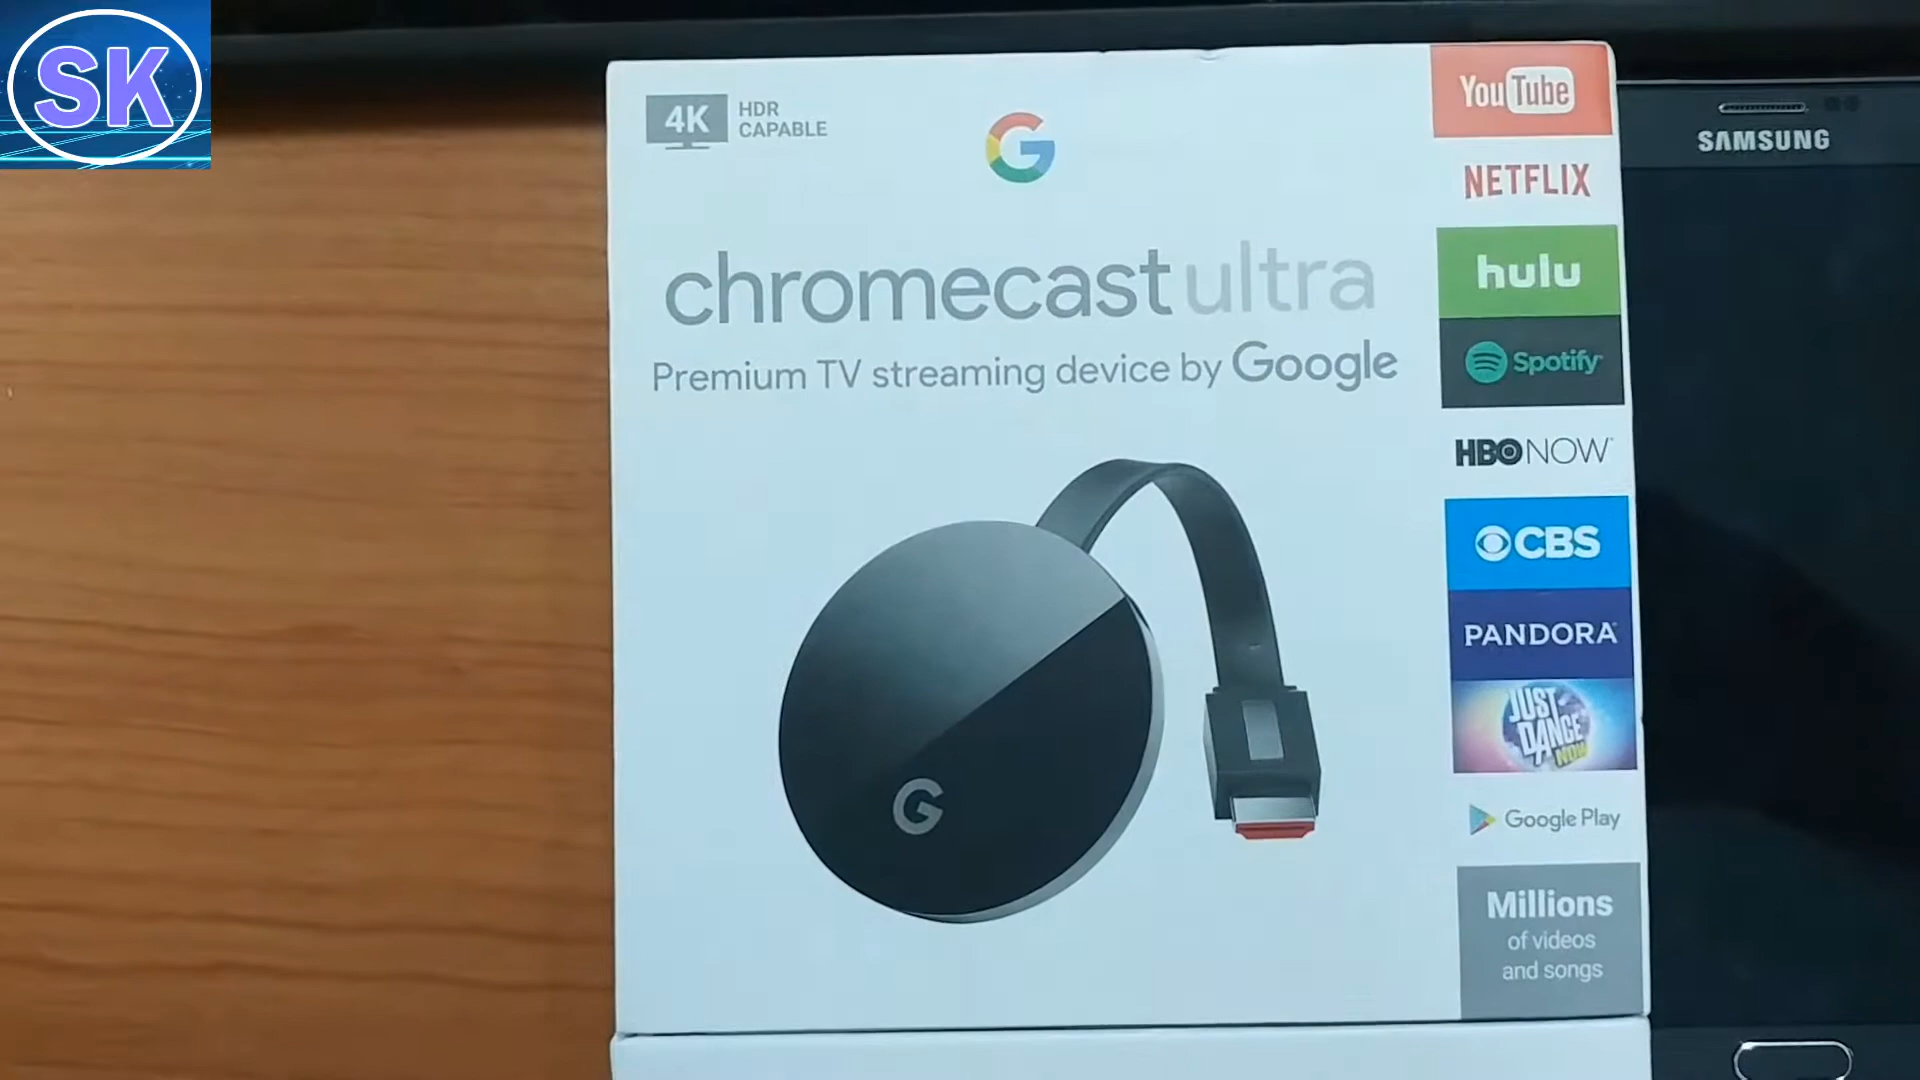 SK
4K
HDR
CAPABLE
G
chromecast ultra
Premium TV streaming device by Google
G
YouTube
NETFLIX
hulu
Spotify
HBO NOW
CBS
PANDORA
JUST
DANCE
NOW
Google Play
Millions
of videos
and songs
SAMSUNG